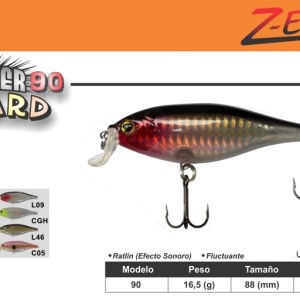 Z-E
ER 90
ARD
L09
CGH
L46
C05
• Ratlin (Efecto Sonoro) • Fluctuante
U
Modelo Peso Tamaño
90 16,5 (g) 88 (mm)